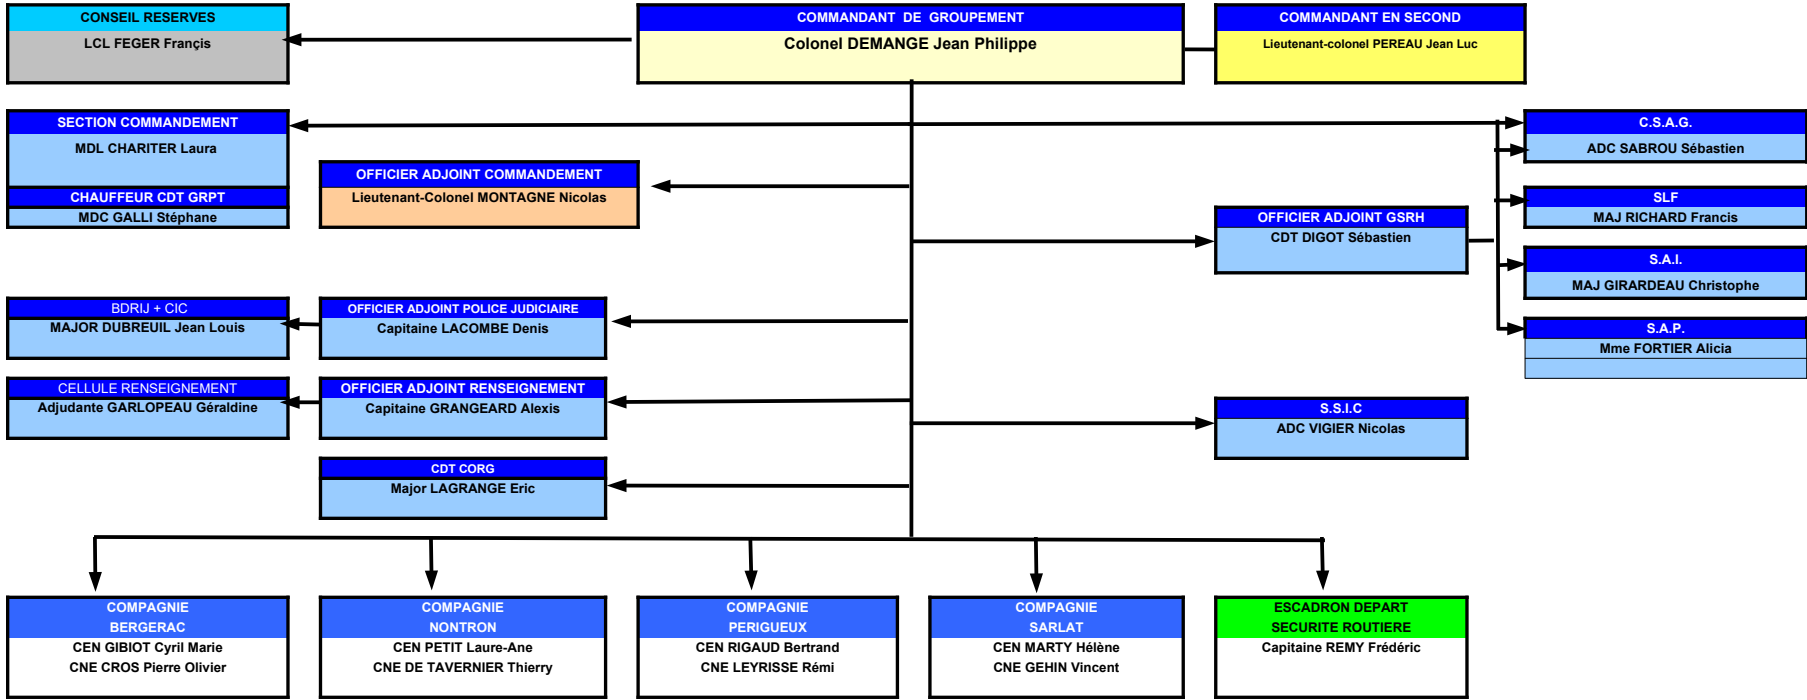 CONSEIL RESERVES
LCL FEGER Françis
COMMANDANT DE GROUPEMENT
Colonel DEMANGE Jean Philippe
COMMANDANT EN SECOND
Lieutenant-colonel PEREAU Jean Luc
SECTION COMMANDEMENT
MDL CHARITER Laura
CHAUFFEUR CDT GRPT
MDC GALLI Stéphane
OFFICIER ADJOINT COMMANDEMENT
Lieutenant-Colonel MONTAGNE Nicolas
OFFICIER ADJOINT GSRH
CDT DIGOT Sébastien
C.S.A.G.
ADC SABROU Sébastien
SLF
MAJ RICHARD Francis
S.A.I.
MAJ GIRARDEAU Christophe
S.A.P.
Mme FORTIER Alicia
BDRIJ + CIC
MAJOR DUBREUIL Jean Louis
OFFICIER ADJOINT POLICE JUDICIAIRE
Capitaine LACOMBE Denis
CELLULE RENSEIGNEMENT
Adjudante GARLOPEAU Géraldine
OFFICIER ADJOINT RENSEIGNEMENT
Capitaine GRANGEARD Alexis
S.S.I.C
ADC VIGIER Nicolas
CDT CORG
Major LAGRANGE Eric
COMPAGNIE
BERGERAC
CEN GIBIOT Cyril Marie
CNE CROS Pierre Olivier
COMPAGNIE
NONTRON
CEN PETIT Laure-Ane
CNE DE TAVERNIER Thierry
COMPAGNIE
PERIGUEUX
CEN RIGAUD Bertrand
CNE LEYRISSE Rémi
COMPAGNIE
SARLAT
CEN MARTY Hélène
CNE GEHIN Vincent
ESCADRON DEPART
SECURITE ROUTIERE
Capitaine REMY Frédéric